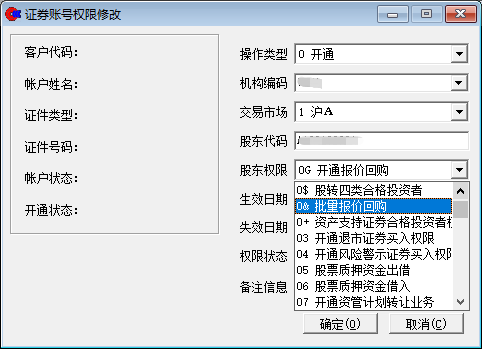 证券账号权限修改
客户代码：
帐户姓名：
证件类型：
证件号码：
帐户状态：
开通状态：
操作类型 0 开通
机构编码
交易市场 1 沪A
股东代码
股东权限 0G 开通报价回购
生效日期
失效日期
权限状态
备注信息
0$ 股转四类合格投资者
0& 批量报价回购
0+ 资产支持证券合格投资者权
03 开通退市证券买入权限
04 开通风险警示证券买入权限
05 股票质押资金出借
06 股票质押资金借入
07 开通资管计划转让业务
确定(O) 取消(C)